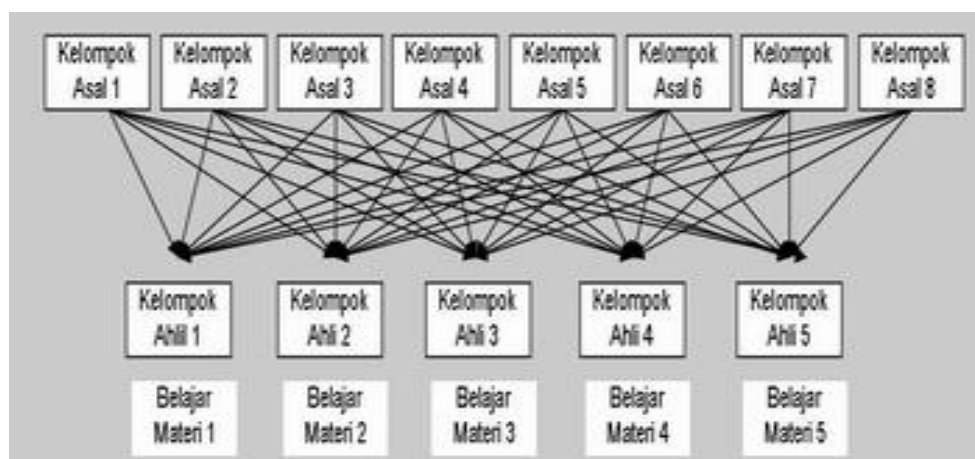 Kelompok
Asal 1
Kelompok
Asal 2
Kelompok
Asal 3
Kelompok
Asal 4
Kelompok
Asal 5
Kelompok
Asal 6
Kelompok
Asal 7
Kelompok
Asal 8
Kelompok
Ahlil 1
Kelompok
Ahli 2
Kelompok
Ahli 3
Kelompok
Ahli 4
Kelompok
Ahli 5
Belajar
Materi 1
Belajar
Materi 2
Belajar
Materi 3
Belajar
Materi 4
Belajar
Materi 5